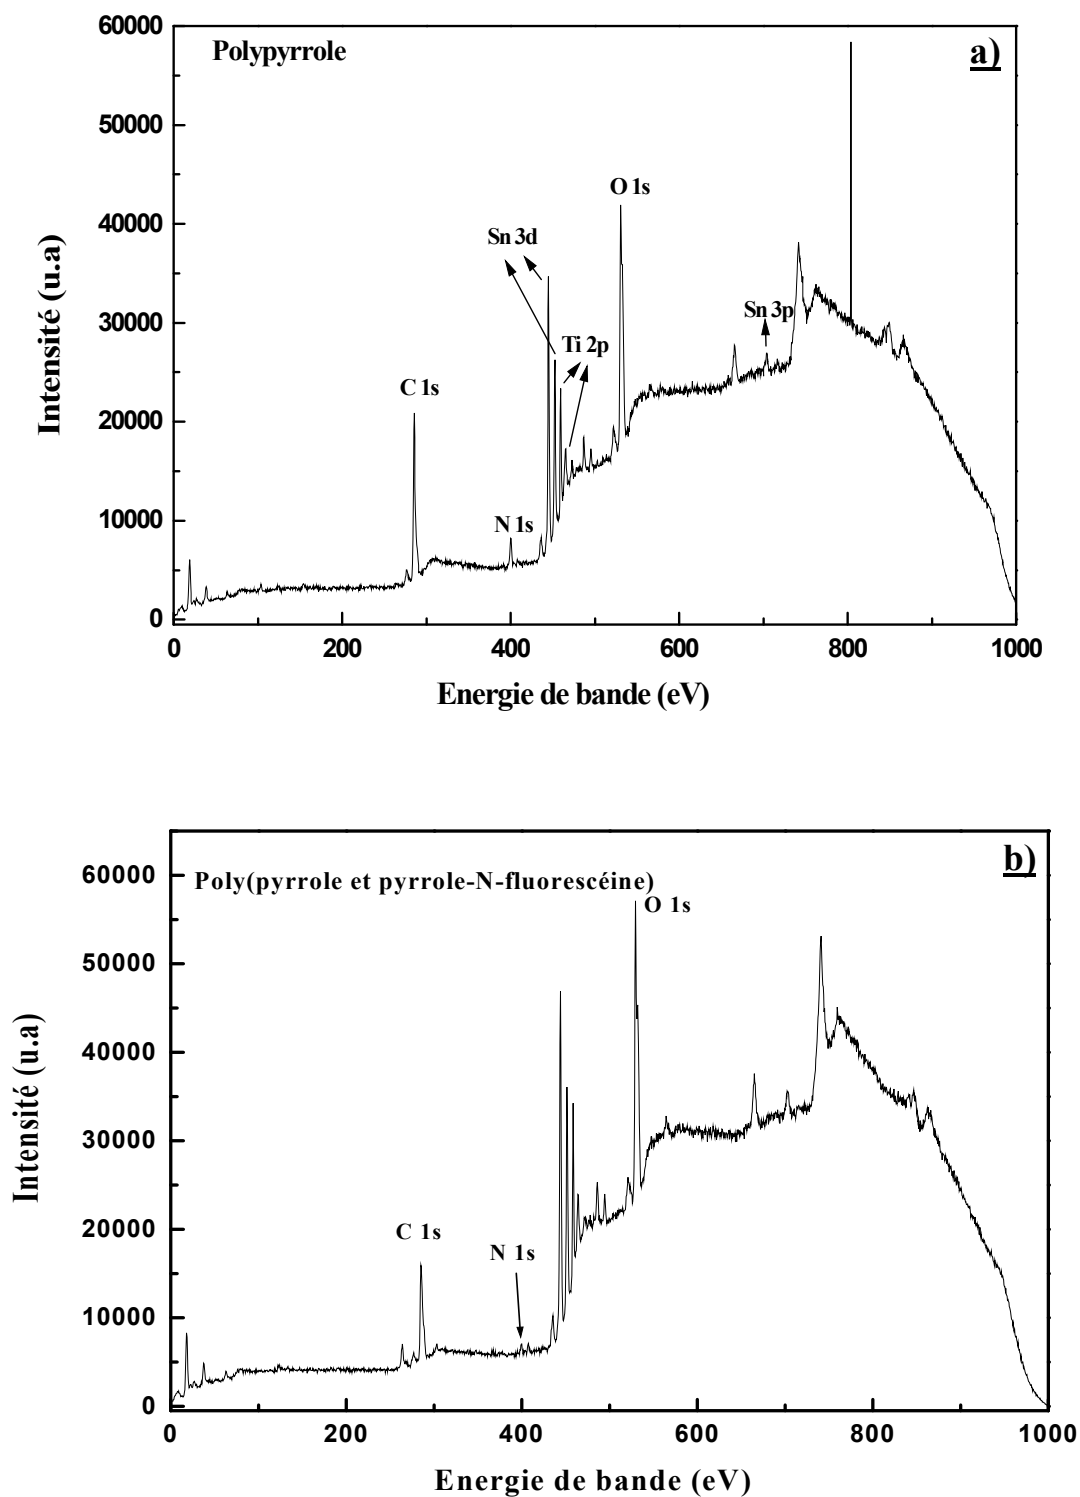 60000
Polypyrrole
a)
50000
O 1s
40000
Sn 3d
30000
Sn 3p
Ti 2p
C 1s
20000
N 1s
10000
0
Intensité (u.a)
0 200 400 600 800 1000
Energie de bande (eV)
b)
60000
Poly(pyrrole et pyrrole-N-fluorescéine)
O 1s
50000
40000
30000
20000
C 1s
N 1s
10000
0
Intensité (u.a)
0 200 400 600 800 1000
Energie de bande (eV)